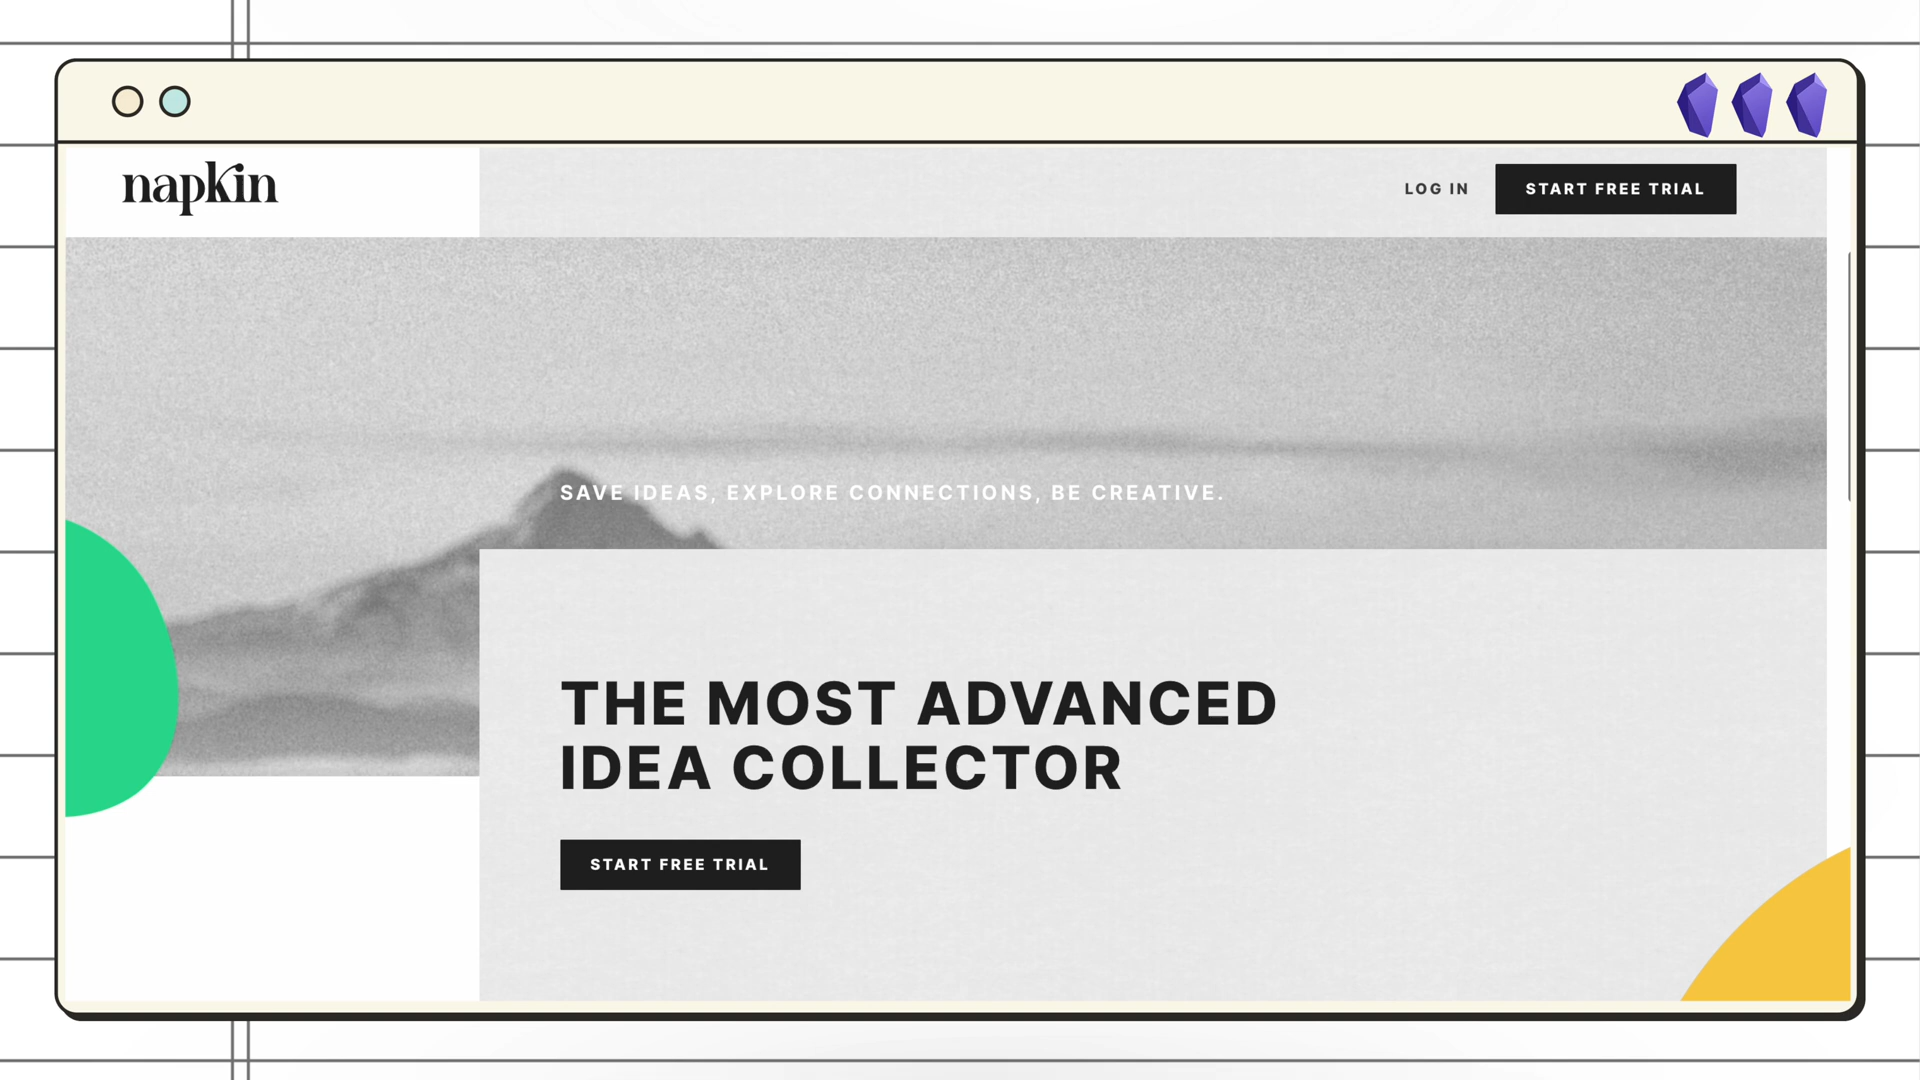 napkin
LOG IN
START FREE TRIAL
SAVE IDEAS, EXPLORE CONNECTIONS, BE CREATIVE.
THE MOST ADVANCED
IDEA COLLECTOR
START FREE TRIAL